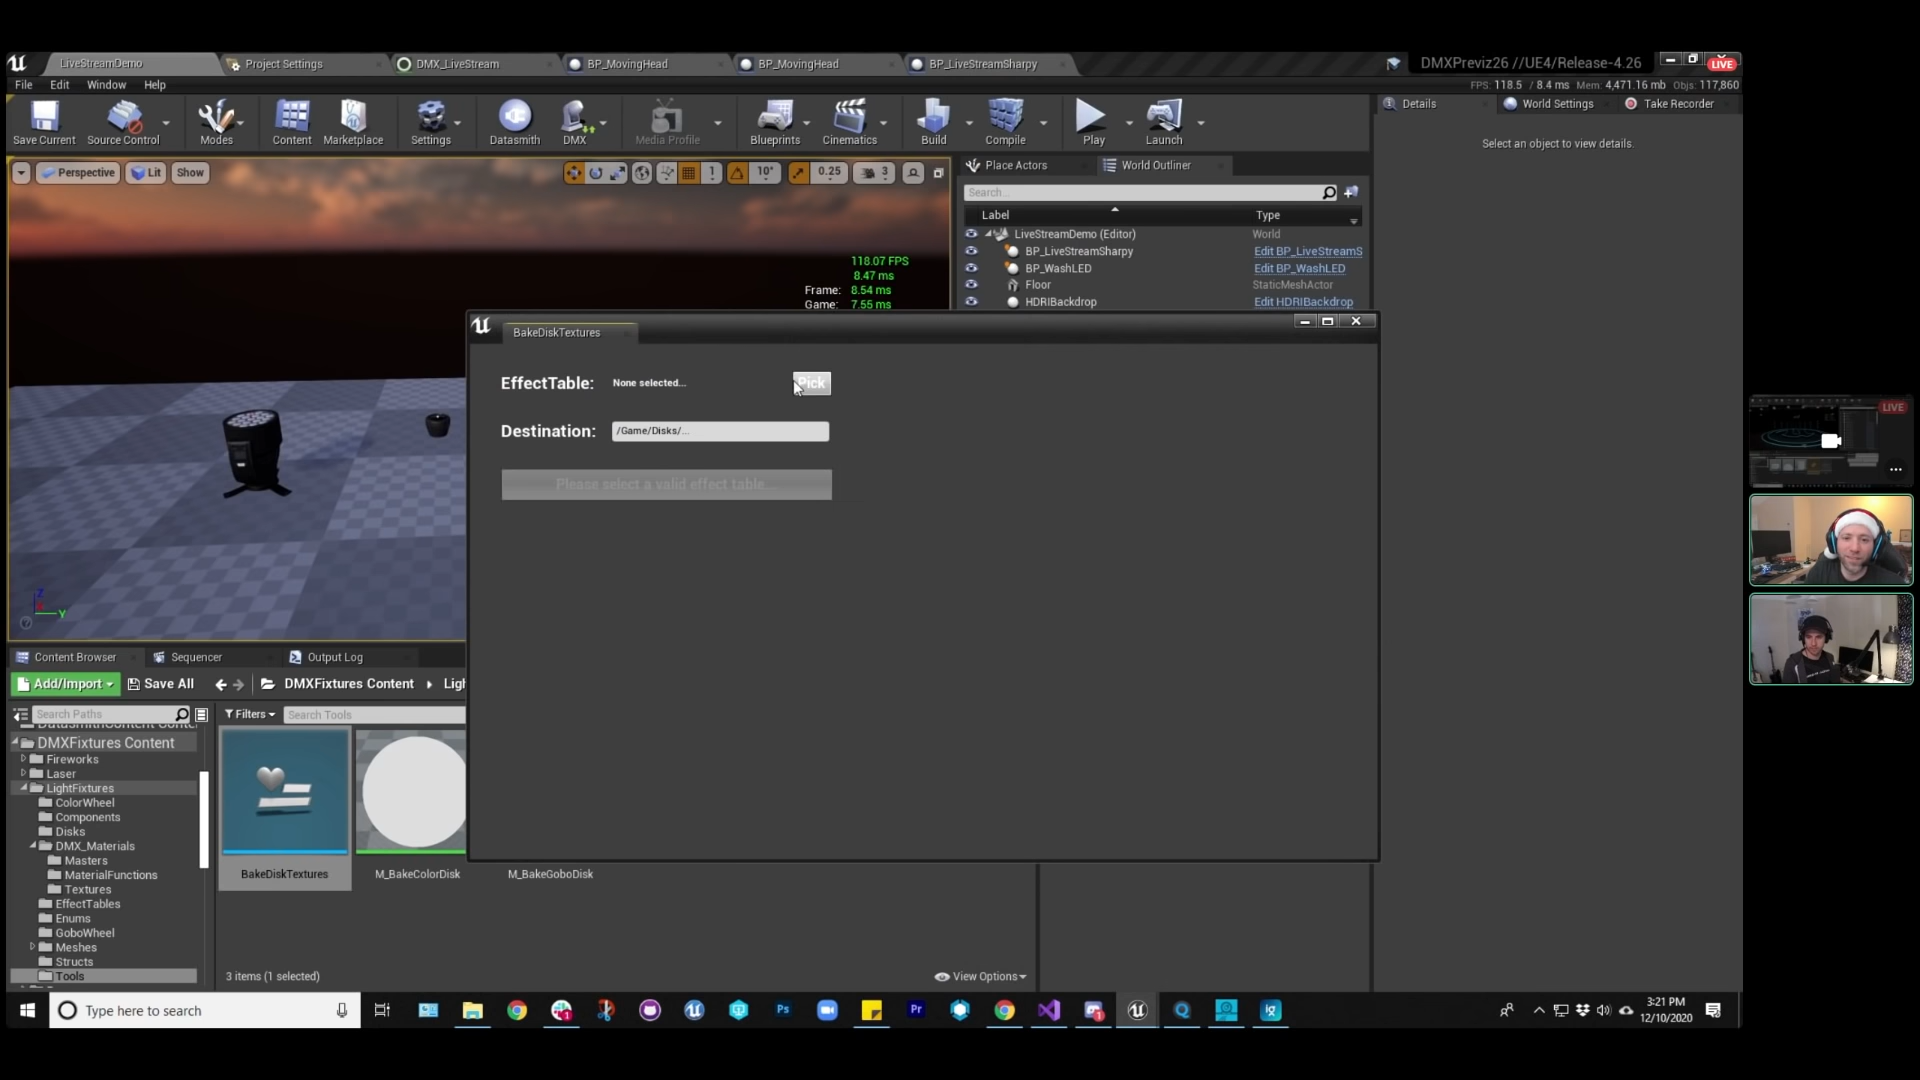 LiveStreamDemo
Project Settings
DMX_LiveStream
BP_MovingHead
BP_MovingHead
BP_LiveStreamSharpy
DMXPreviz26 //UE4/Release-4.26
LIVE
File Edit Window Help
FPS: 118.5 / 8.4 ms Mem: 4,471.16 mb Objs: 117,860
Save Current
Source Control
Modes
Content
Marketplace
Settings
Datasmith
DMX
Media Profile
Blueprints
Cinematics
Build
Compile
Play
Launch
Details
World Settings
Take Recorder
Select an object to view details.
Perspective
Lit
Show
1
10°
0.25
3
Place Actors
World Outliner
Search...
Label
Type
LiveStreamDemo (Editor)
World
BP_LiveStreamSharpy
Edit BP_LiveStreamS
BP_WashLED
Edit BP_WashLED
Floor
StaticMeshActor
HDRIBackdrop
Edit HDRIBackdrop
118.07 FPS
8.47 ms
Frame: 8.54 ms
Game: 7.55 ms
BakeDiskTextures
EffectTable:
None selected...
Pick
Destination:
/Game/Disks/...
Please select a valid effect table...
Z
Y
Content Browser
Sequencer
Output Log
Add/Import
Save All
DMXFixtures Content
Search Paths
Filters
Search Tools
DMXFixtures Content
Fireworks
Laser
LightFixtures
ColorWheel
Components
Disks
DMX_Materials
Masters
MaterialFunctions
Textures
EffectTables
Enums
GoboWheel
Meshes
Structs
Tools
BakeDiskTextures
M_BakeColorDisk
M_BakeGoboDisk
3 items (1 selected)
View Options
LIVE
Type here to search
Ps
Pr
3:21 PM
12/10/2020